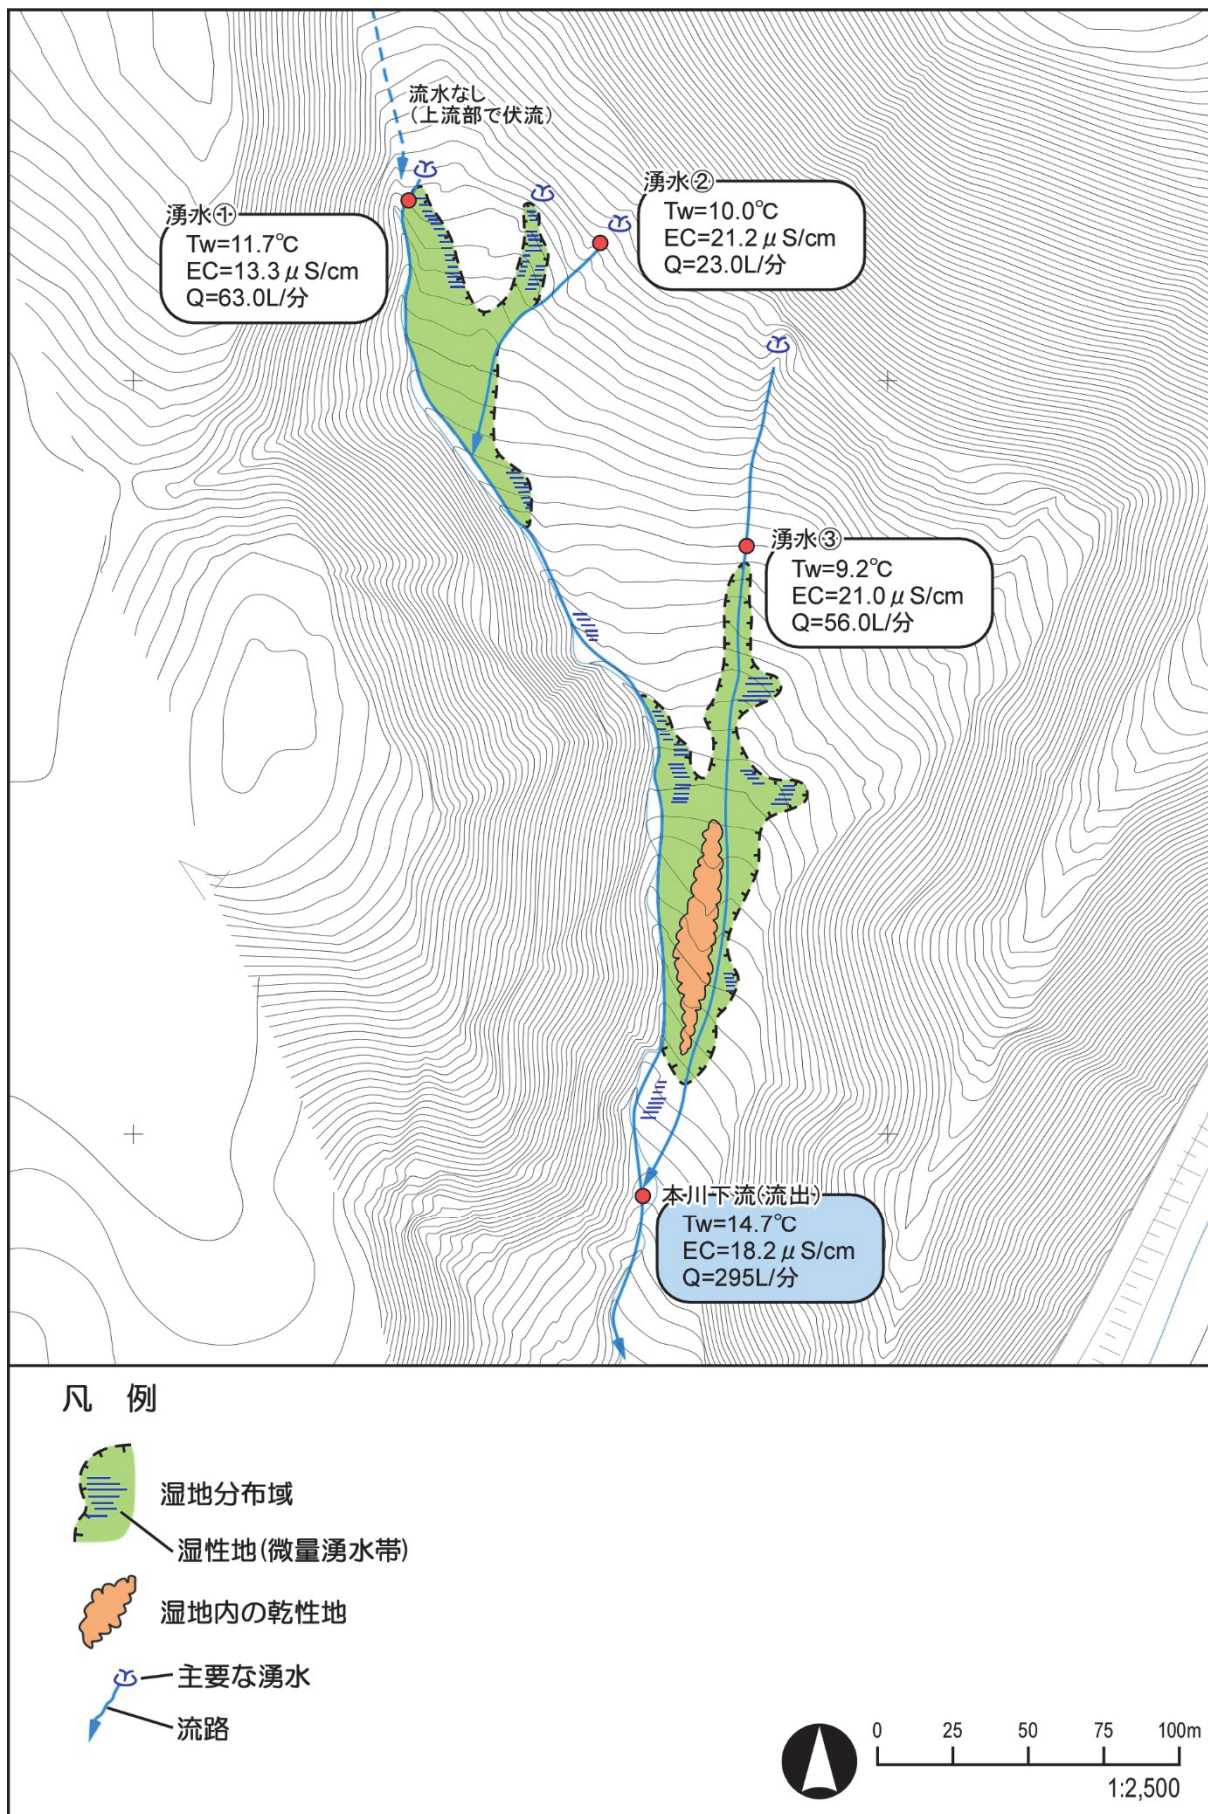 流水なし
(上流部で伏流)
湧水①
Tw=11.7℃
EC=13.3μS/cm
Q=63.0L/分
湧水②
Tw=10.0℃
EC=21.2μS/cm
Q=23.0L/分
湧水③
Tw=9.2℃
EC=21.0μS/cm
Q=56.0L/分
本川下流(流出)
Tw=14.7℃
EC=18.2μS/cm
Q=295L/分
凡 例
湿地分布域
湿性地(微量湧水帯)
湿地内の乾性地
主要な湧水
流路
0 25 50 75 100m
1:2,500